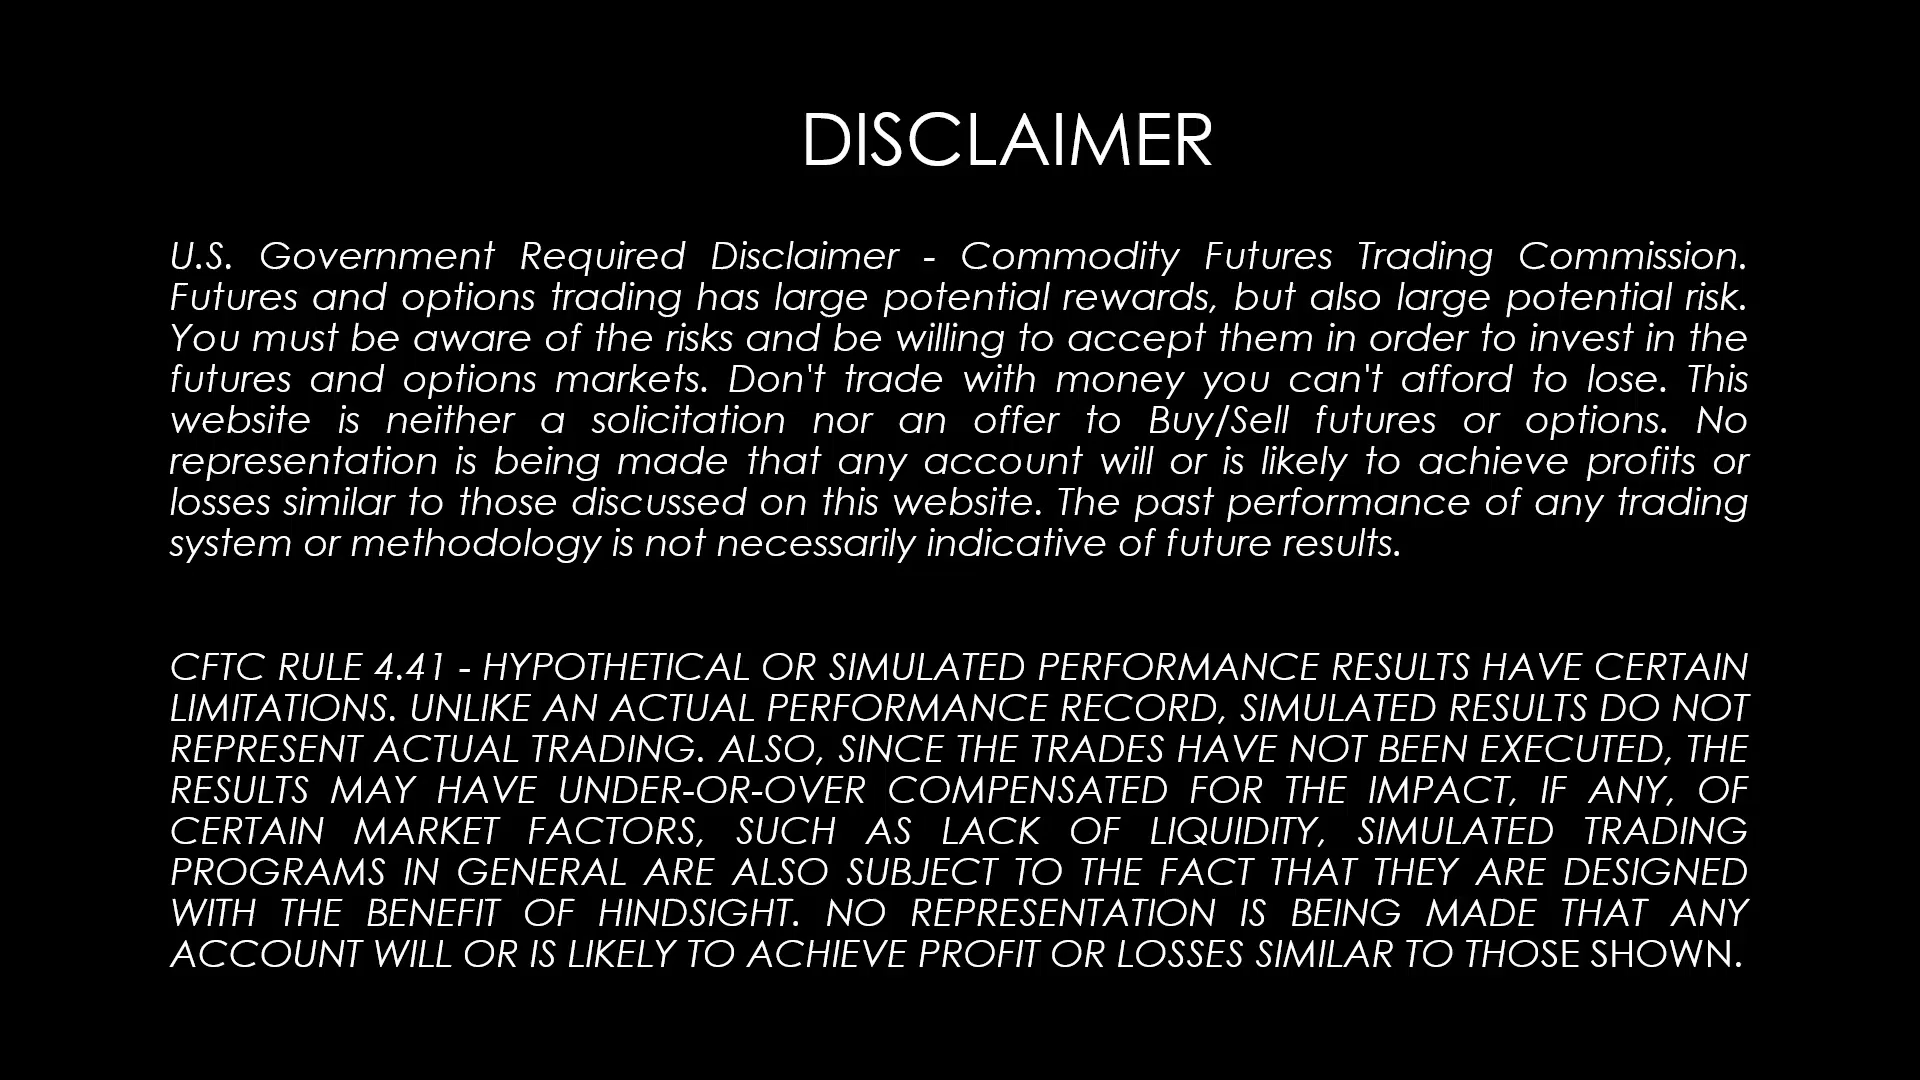 DISCLAIMER
U.S. Government Required Disclaimer - Commodity Futures Trading Commission.
Futures and options trading has large potential rewards, but also large potential risk.
You must be aware of the risks and be willing to accept them in order to invest in the
futures and options markets. Don't trade with money you can't afford to lose. This
website is neither a solicitation nor an offer to Buy/Sell futures or options. No
representation is being made that any account will or is likely to achieve profits or
losses similar to those discussed on this website. The past performance of any trading
system or methodology is not necessarily indicative of future results.
CFTC RULE 4.41 - HYPOTHETICAL OR SIMULATED PERFORMANCE RESULTS HAVE CERTAIN
LIMITATIONS. UNLIKE AN ACTUAL PERFORMANCE RECORD, SIMULATED RESULTS DO NOT
REPRESENT ACTUAL TRADING. ALSO, SINCE THE TRADES HAVE NOT BEEN EXECUTED, THE
RESULTS MAY HAVE UNDER-OR-OVER COMPENSATED FOR THE IMPACT, IF ANY, OF
CERTAIN MARKET FACTORS, SUCH AS LACK OF LIQUIDITY, SIMULATED TRADING
PROGRAMS IN GENERAL ARE ALSO SUBJECT TO THE FACT THAT THEY ARE DESIGNED
WITH THE BENEFIT OF HINDSIGHT. NO REPRESENTATION IS BEING MADE THAT ANY
ACCOUNT WILL OR IS LIKELY TO ACHIEVE PROFIT OR LOSSES SIMILAR TO THOSE SHOWN.